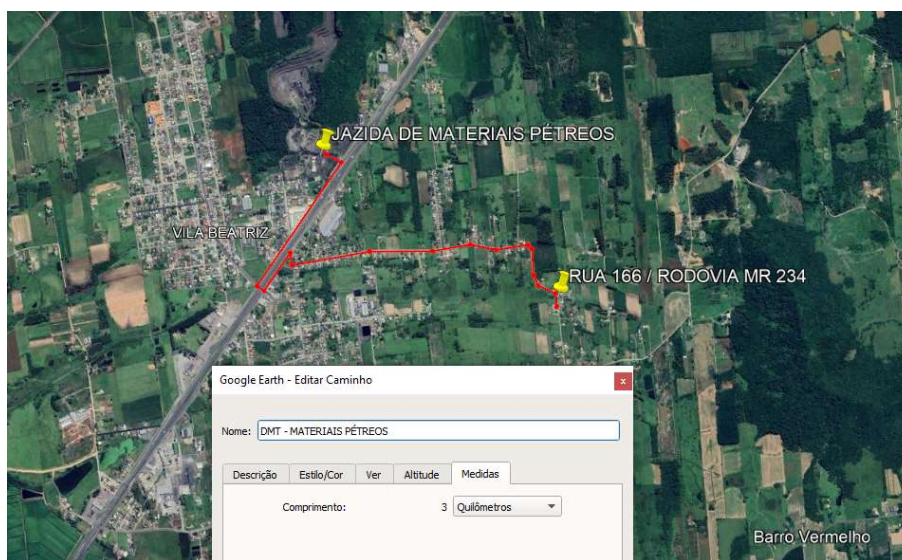 JAZIDA DE MATERIAIS PÉTREOS
VILA BEATRIZ
RUA 166 / RODOVIA MR 234
Google Earth - Editar Caminho
x
Nome: DMT - MATERIAIS PÉTREOS
Descrição Estilo/Cor Ver Altitude Medidas
Comprimento: 3 Quilômetros
Barro Vermelho